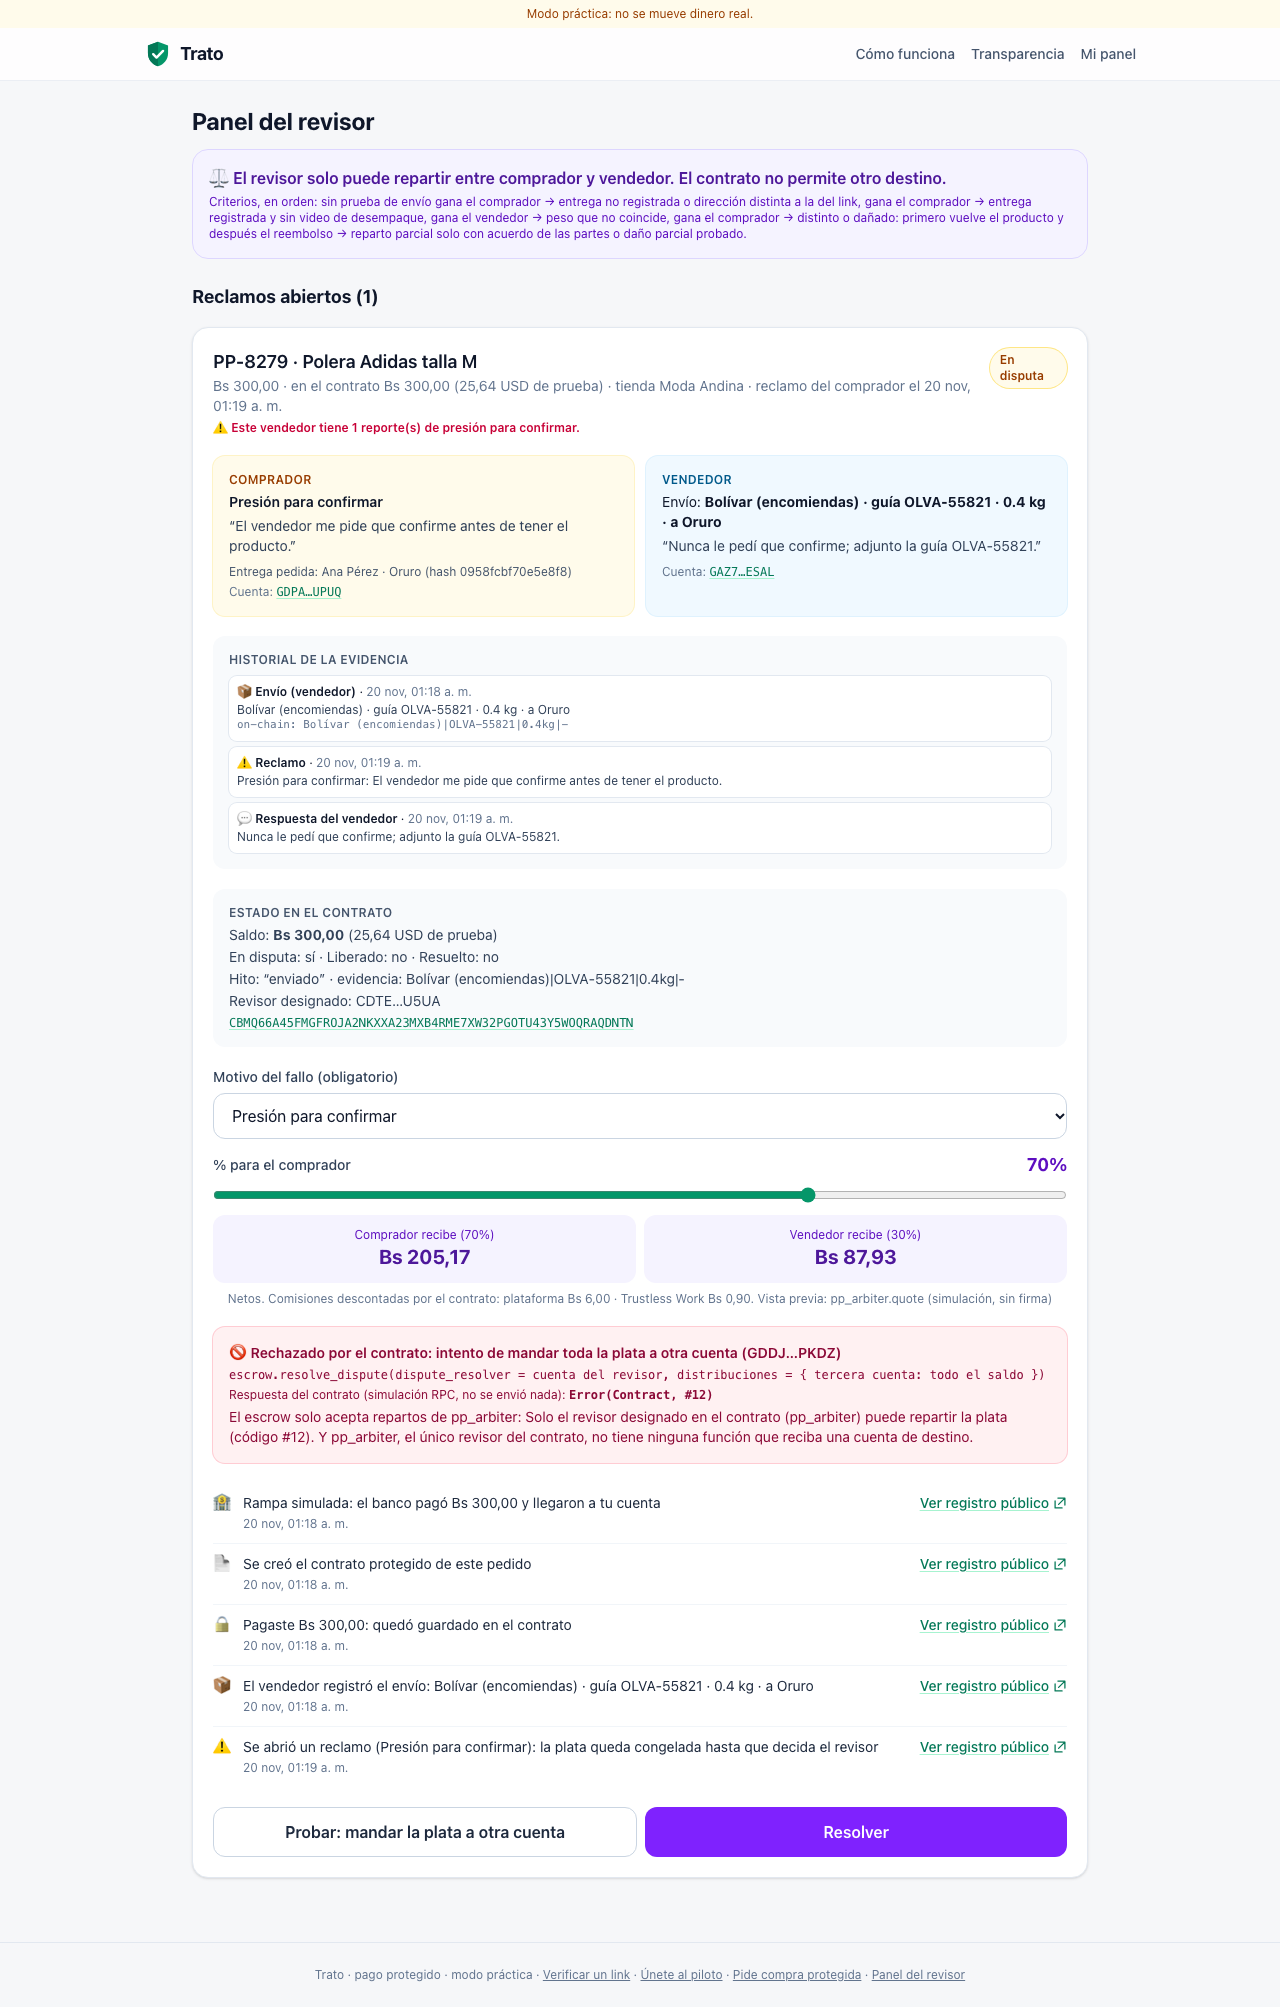 Modo práctica: no se mueve dinero real.
Trato
Cómo funciona Transparencia Mi panel
Panel del revisor
⚖️ El revisor solo puede repartir entre comprador y vendedor. El contrato no permite otro destino.
Criterios, en orden: sin prueba de envío gana el comprador → entrega no registrada o dirección distinta a la del link, gana el comprador → entrega
registrada y sin video de desempaque, gana el vendedor → peso que no coincide, gana el comprador → distinto o dañado: primero vuelve el producto y
después el reembolso → reparto parcial solo con acuerdo de las partes o daño parcial probado.
Reclamos abiertos (1)
PP-8279 · Polera Adidas talla M
En
disputa
Bs 300,00 · en el contrato Bs 300,00 (25,64 USD de prueba) · tienda Moda Andina · reclamo del comprador el 20 nov,
01:19 a. m.
⚠️ Este vendedor tiene 1 reporte(s) de presión para confirmar.
COMPRADOR
Presión para confirmar
“El vendedor me pide que confirme antes de tener el
producto.”
Entrega pedida: Ana Pérez · Oruro (hash 0958fcbf70e5e8f8)
Cuenta: GDPA…UPUQ
VENDEDOR
Envío: Bolívar (encomiendas) · guía OLVA-55821 · 0.4 kg
· a Oruro
“Nunca le pedí que confirme; adjunto la guía OLVA-55821.”
Cuenta: GAZ7…ESAL
HISTORIAL DE LA EVIDENCIA
📦 Envío (vendedor) · 20 nov, 01:18 a. m.
Bolívar (encomiendas) · guía OLVA-55821 · 0.4 kg · a Oruro
on-chain: Bolívar (encomiendas)|OLVA-55821|0.4kg|-
⚠️ Reclamo · 20 nov, 01:19 a. m.
Presión para confirmar: El vendedor me pide que confirme antes de tener el producto.
💬 Respuesta del vendedor · 20 nov, 01:19 a. m.
Nunca le pedí que confirme; adjunto la guía OLVA-55821.
ESTADO EN EL CONTRATO
Saldo: Bs 300,00 (25,64 USD de prueba)
En disputa: sí · Liberado: no · Resuelto: no
Hito: “enviado” · evidencia: Bolívar (encomiendas)|OLVA-55821|0.4kg|-
Revisor designado: CDTE…U5UA
CBMQ66A45FMGFROJA2NKXXA23MXB4RME7XW32PGOTU43Y5WOQRAQDNTN
Motivo del fallo (obligatorio)
Presión para confirmar
% para el comprador
70%
Comprador recibe (70%)
Bs 205,17
Vendedor recibe (30%)
Bs 87,93
Netos. Comisiones descontadas por el contrato: plataforma Bs 6,00 · Trustless Work Bs 0,90. Vista previa: pp_arbiter.quote (simulación, sin firma)
🚫 Rechazado por el contrato: intento de mandar toda la plata a otra cuenta (GDDJ…PKDZ)
escrow.resolve_dispute(dispute_resolver = cuenta del revisor, distribuciones = { tercera cuenta: todo el saldo })
Respuesta del contrato (simulación RPC, no se envió nada): Error(Contract, #12)
El escrow solo acepta repartos de pp_arbiter: Solo el revisor designado en el contrato (pp_arbiter) puede repartir la plata
(código #12). Y pp_arbiter, el único revisor del contrato, no tiene ninguna función que reciba una cuenta de destino.
Rampa simulada: el banco pagó Bs 300,00 y llegaron a tu cuenta
Ver registro público
20 nov, 01:18 a. m.
Se creó el contrato protegido de este pedido
Ver registro público
20 nov, 01:18 a. m.
Pagaste Bs 300,00: quedó guardado en el contrato
Ver registro público
20 nov, 01:18 a. m.
El vendedor registró el envío: Bolívar (encomiendas) · guía OLVA-55821 · 0.4 kg · a Oruro
Ver registro público
20 nov, 01:18 a. m.
Se abrió un reclamo (Presión para confirmar): la plata queda congelada hasta que decida el revisor
Ver registro público
20 nov, 01:19 a. m.
Probar: mandar la plata a otra cuenta
Resolver
Trato · pago protegido · modo práctica · Verificar un link · Únete al piloto · Pide compra protegida · Panel del revisor